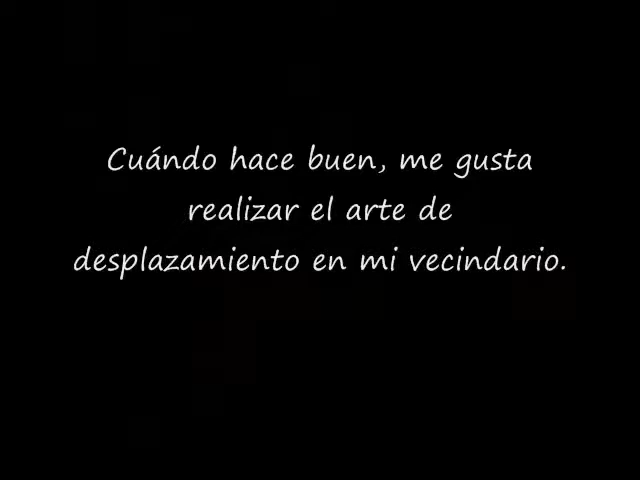 Cuándo hace buen, me gusta
realizar el arte de
desplazamiento en mi vecindario.